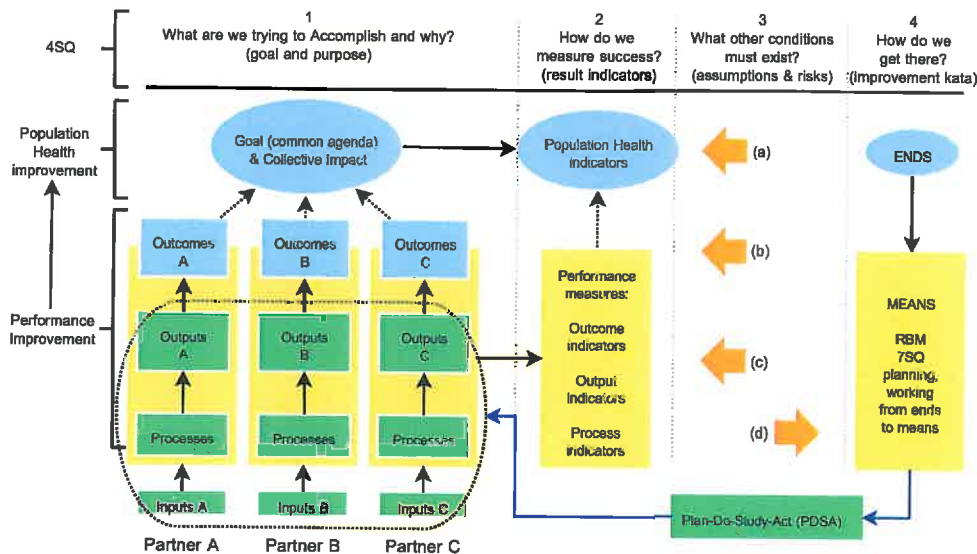 4SQ
1
What are we trying to Accomplish and why?
(goal and purpose)
2
How do we
measure success?
(result indicators)
3
What other conditions
must exist?
(assumptions & risks)
4
How do we
get there?
(improvement kata)
Population
Health
improvement
Goal (common agenda)
& Collective Impact
Population Health
indicators
(a)
ENDS
Performance
Improvement
Outcomes
A
Outcomes
B
Outcomes
C
(b)
Outputs
A
Outputs
B
Outputs
C
Performance
measures:
Outcome
indicators
Output
Indicators
Process
indicators
(c)
(d)
MEANS
RBM
7SQ
planning,
working
from ends
to means
Processes
Processes
Processes
Inputs A
Inputs B
Inputs C
Plan-Do-Study-Act (PDSA)
Partner A
Partner B
Partner C